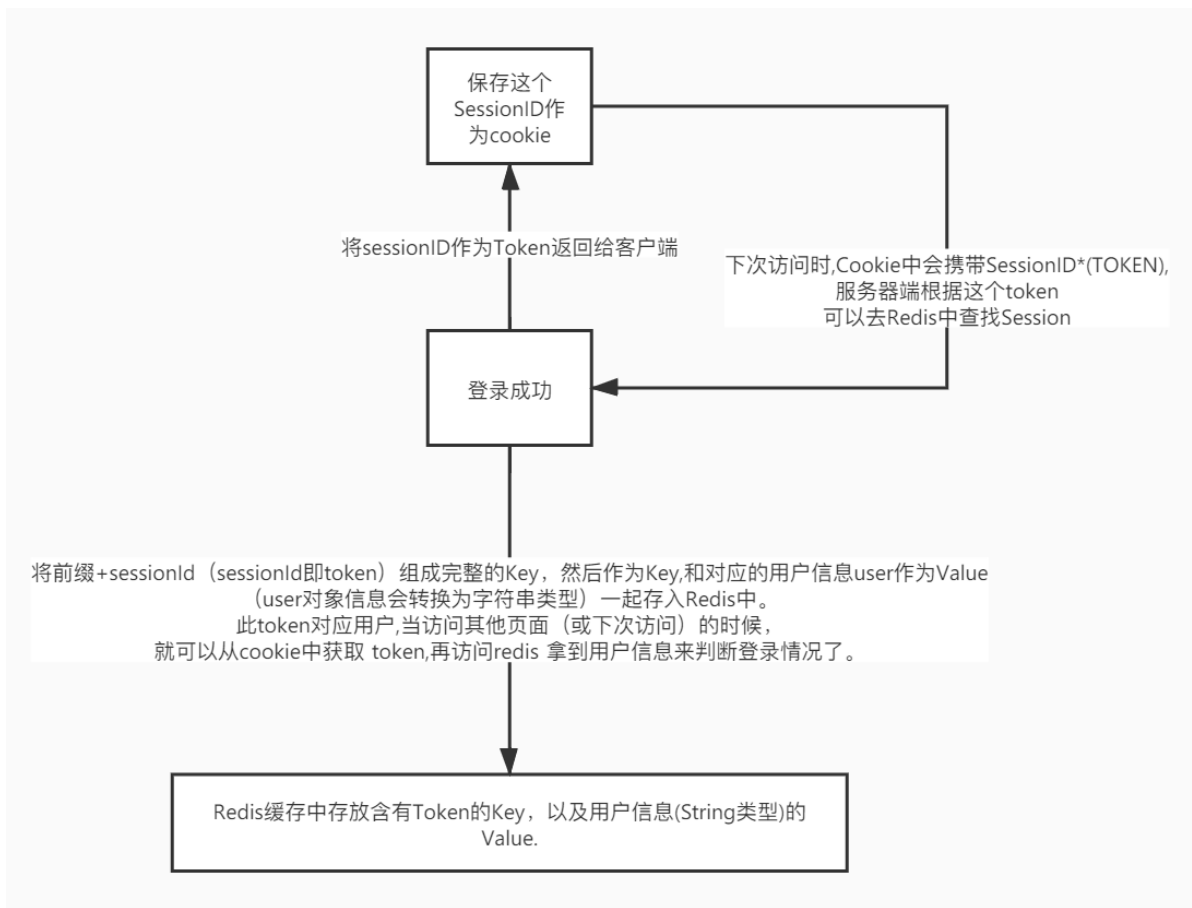 保存这个
SessionID作
为cookie
将sessionID作为Token返回给客户端
下次访问时,Cookie中会携带SessionID*(TOKEN),
服务器端根据这个token
可以去Redis中查找Session
登录成功
将前缀+sessionId（sessionId即token）组成完整的Key，然后作为Key,和对应的用户信息user作为Value
（user对象信息会转换为字符串类型）一起存入Redis中。
此token对应用户,当访问其他页面（或下次访问）的时候，
就可以从cookie中获取 token,再访问redis 拿到用户信息来判断登录情况了。
Redis缓存中存放含有Token的Key，以及用户信息(String类型)的
Value.